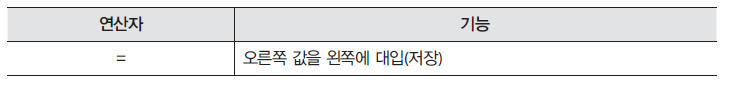 연산자 기능
= 오른쪽 값을 왼쪽에 대입(저장)